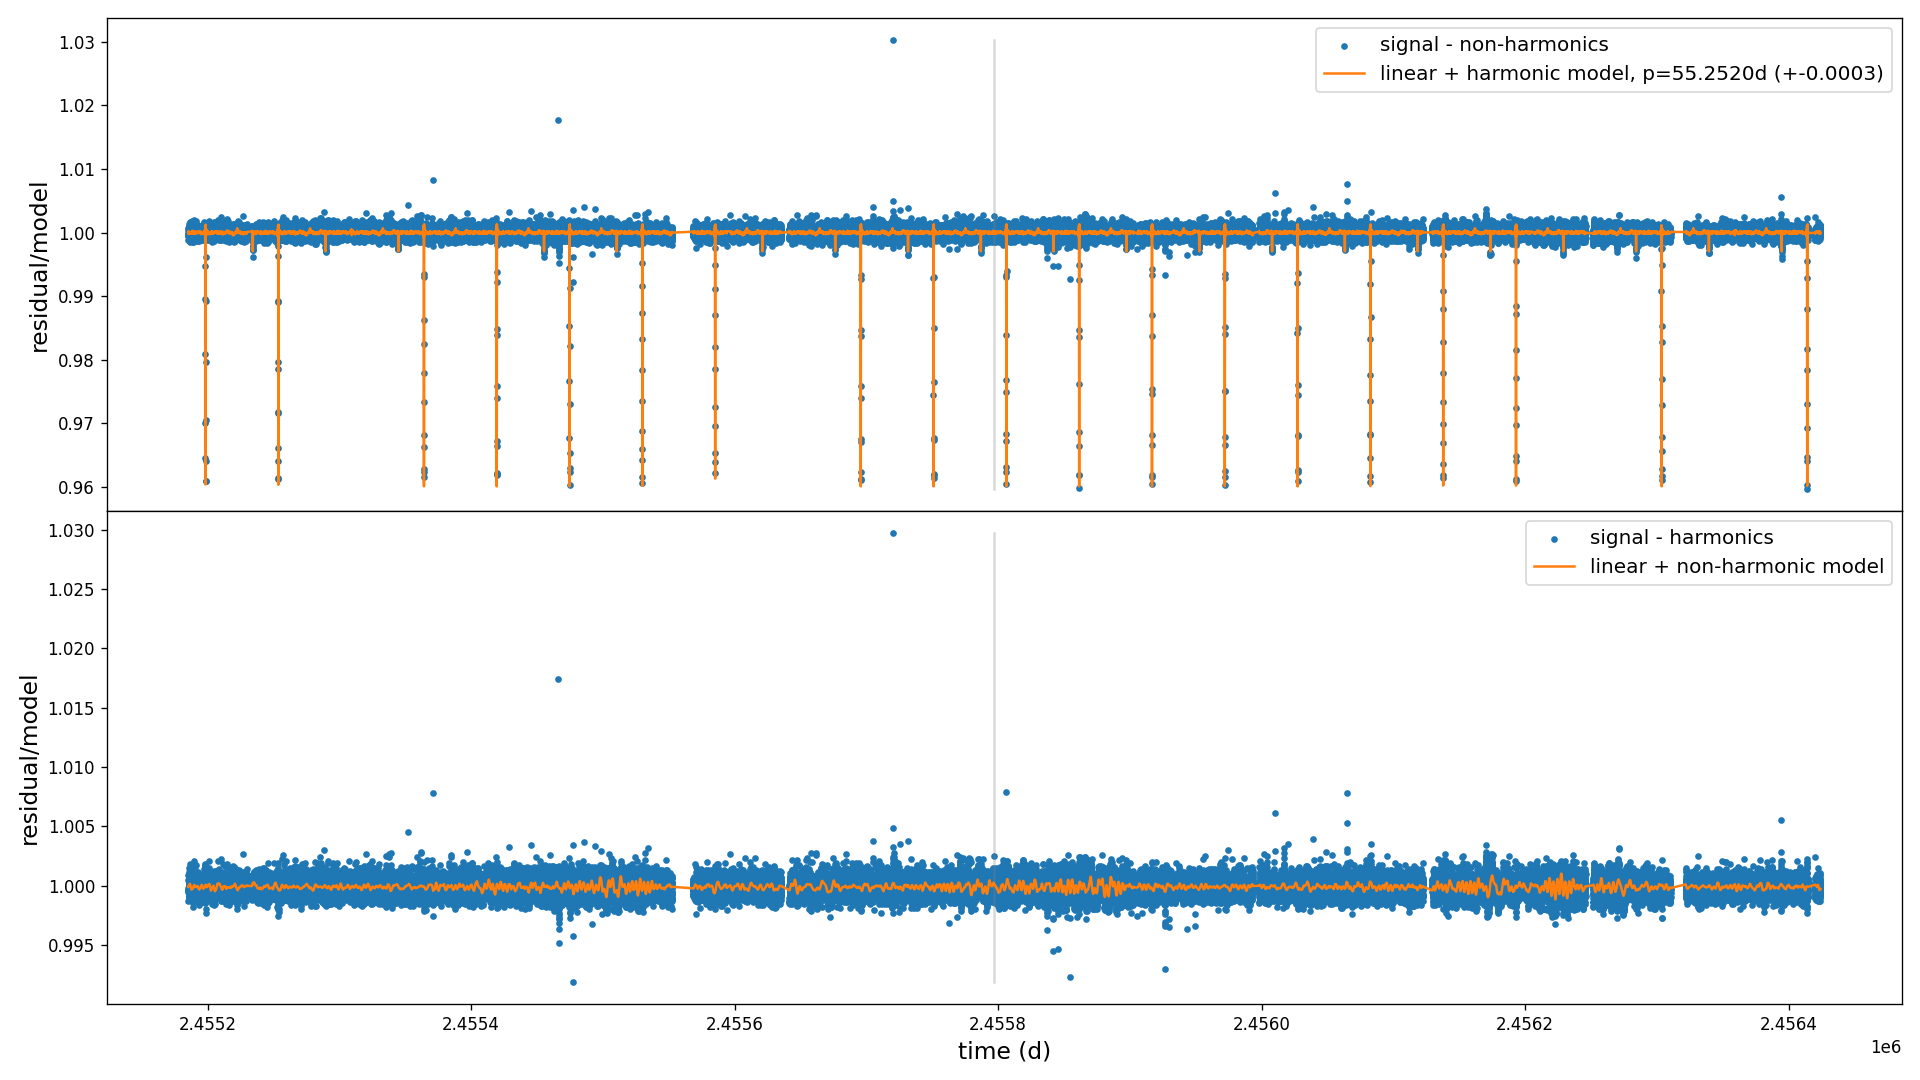 1.03
1.02
1.01
1.00
0.99
0.98
0.97
0.96
residual/model
signal - non-harmonics
linear + harmonic model, p=55.2520d (+-0.0003)
1.030
1.025
1.020
1.015
1.010
1.005
1.000
0.995
residual/model
signal - harmonics
linear + non-harmonic model
2.4552 2.4554 2.4556 2.4558 2.4560 2.4562 2.4564
1e6
time (d)